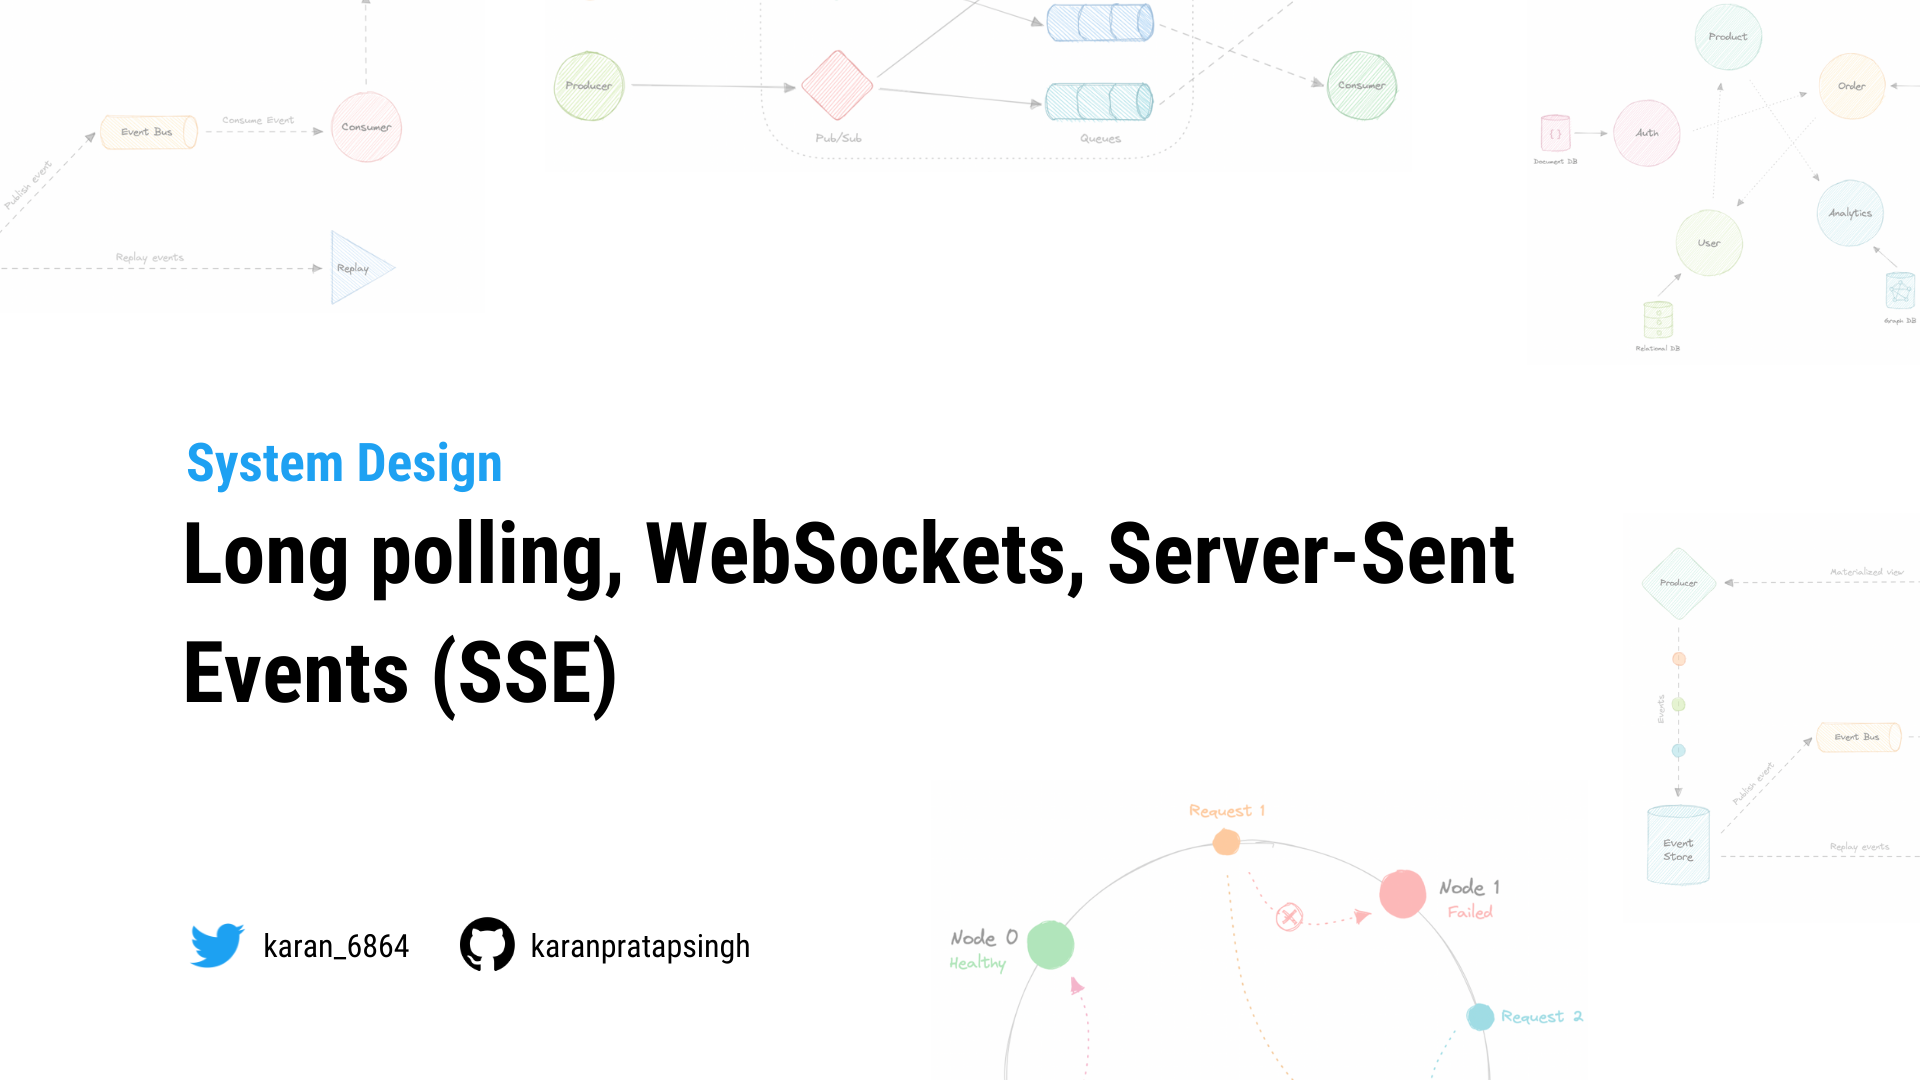 Producer
Pub/Sub
Queues
Consumer
Event Bus
Consume Event
Consumer
Publish event
Replay events
Replay
Product
Order
Auth
{ }
Document DB
Analytics
User
Graph DB
Relational DB
System Design
Long polling, WebSockets, Server-Sent
Events (SSE)
Producer
Materialized view
Events
Event Bus
Publish event
Event
Store
Replay events
Request 1
Node 1
Failed
Node 0
Healthy
Request 2
karan_6864
karanpratapsingh